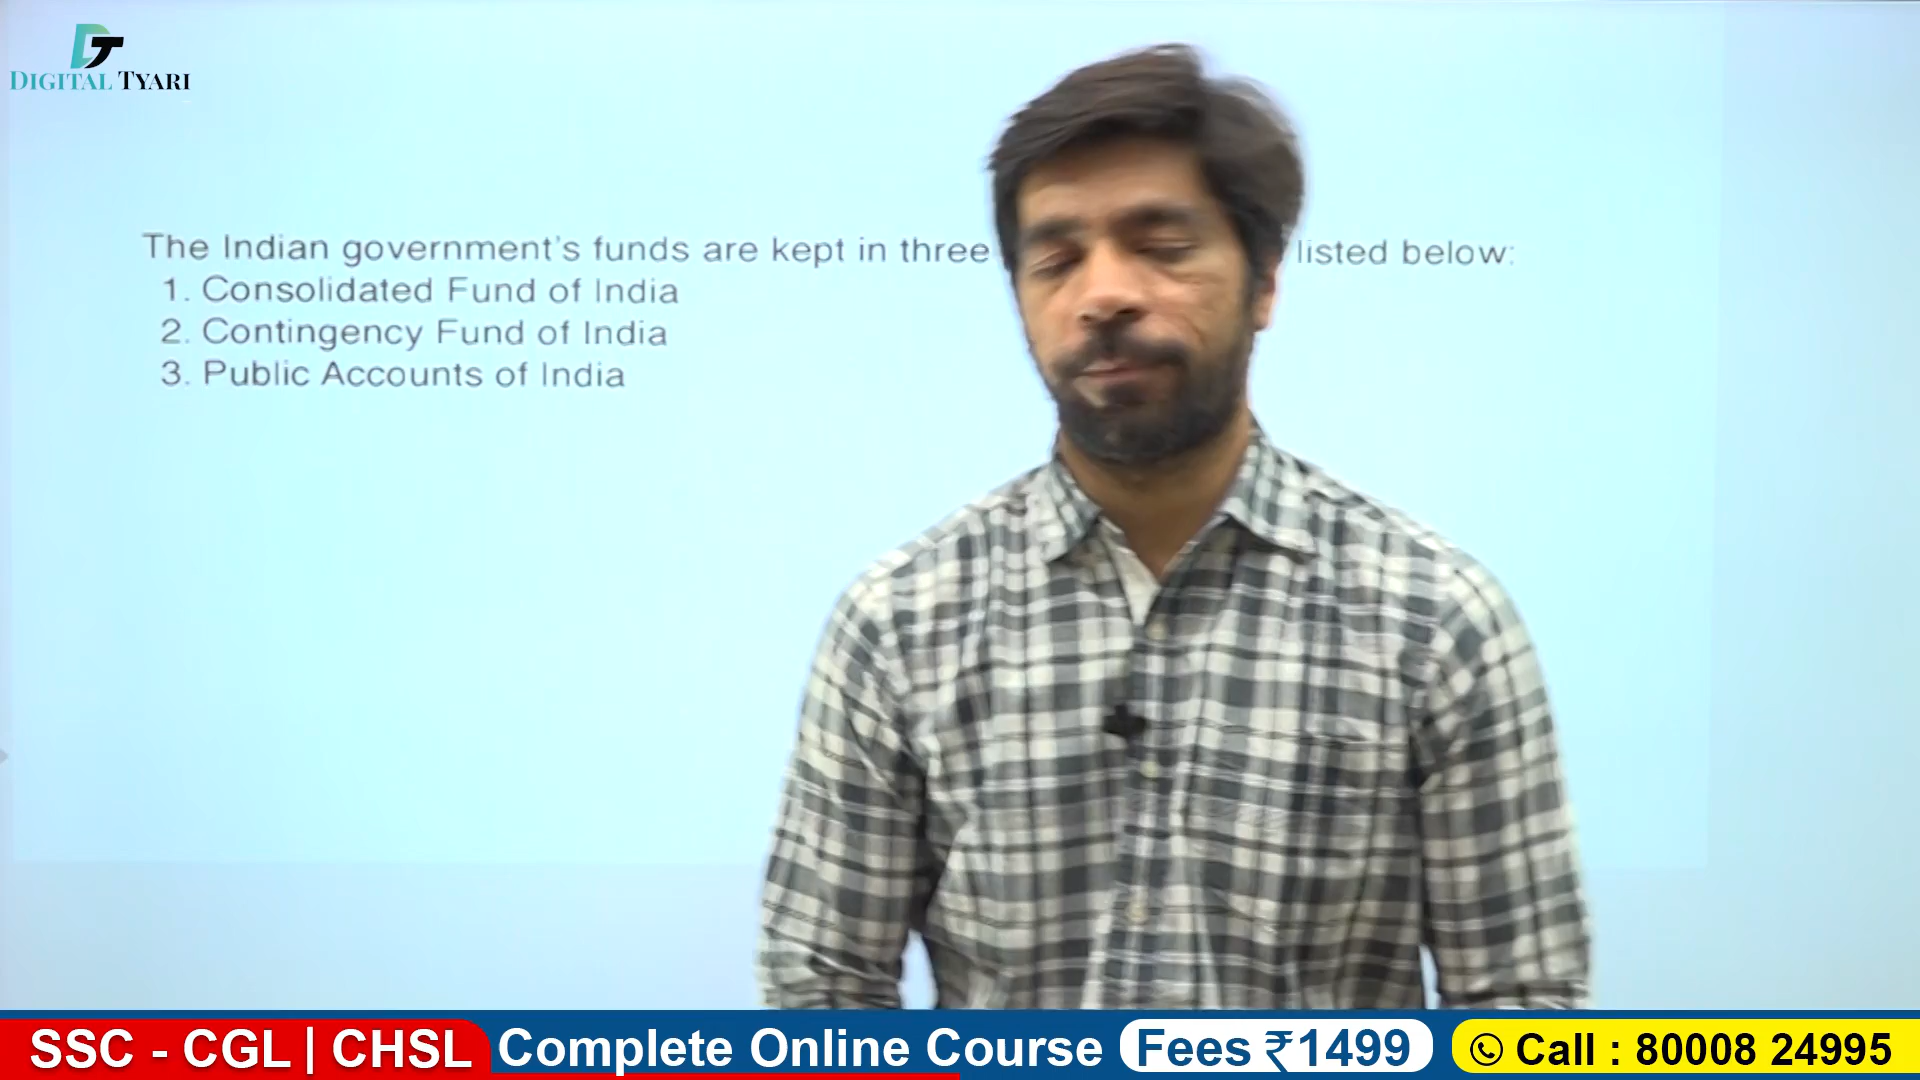 DT
DIGITAL TYARI
The Indian government's funds are kept in three listed below:
1. Consolidated Fund of India
2. Contingency Fund of India
3. Public Accounts of India
SSC - CGL | CHSL Complete Online Course Fees ₹1499 Call : 80008 24995